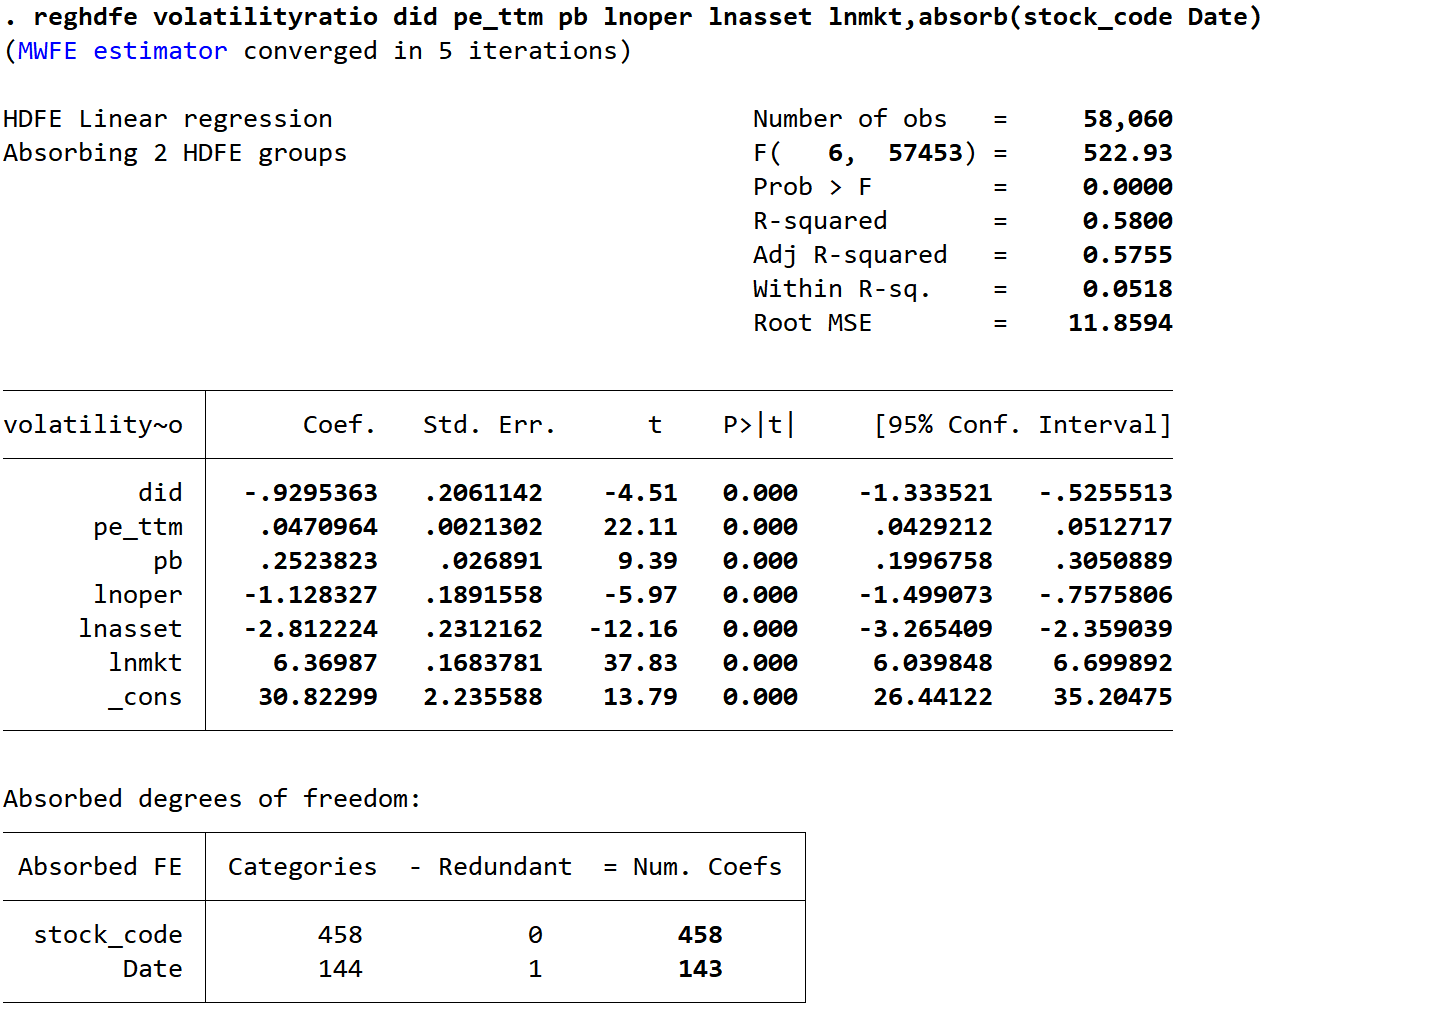 . reghdfe volatilityratio did pe_ttm pb lnoper lnasset lnmkt,absorb(stock_code Date)
(MWFE estimator converged in 5 iterations)
HDFE Linear regression Number of obs = 58,060
Absorbing 2 HDFE groups F( 6, 57453) = 522.93
Prob > F = 0.0000
R-squared = 0.5800
Adj R-squared = 0.5755
Within R-sq. = 0.0518
Root MSE = 11.8594
volatility~o Coef. Std. Err. t P>|t| [95% Conf. Interval]
did -.9295363 .2061142 -4.51 0.000 -1.333521 -.5255513
pe_ttm .0470964 .0021302 22.11 0.000 .0429212 .0512717
pb .2523823 .026891 9.39 0.000 .1996758 .3050889
lnoper -1.128327 .1891558 -5.97 0.000 -1.499073 -.7575806
lnasset -2.812224 .2312162 -12.16 0.000 -3.265409 -2.359039
lnmkt 6.36987 .1683781 37.83 0.000 6.039848 6.699892
_cons 30.82299 2.235588 13.79 0.000 26.44122 35.20475
Absorbed degrees of freedom:
Absorbed FE Categories - Redundant = Num. Coefs
stock_code 458 0 458
Date 144 1 143